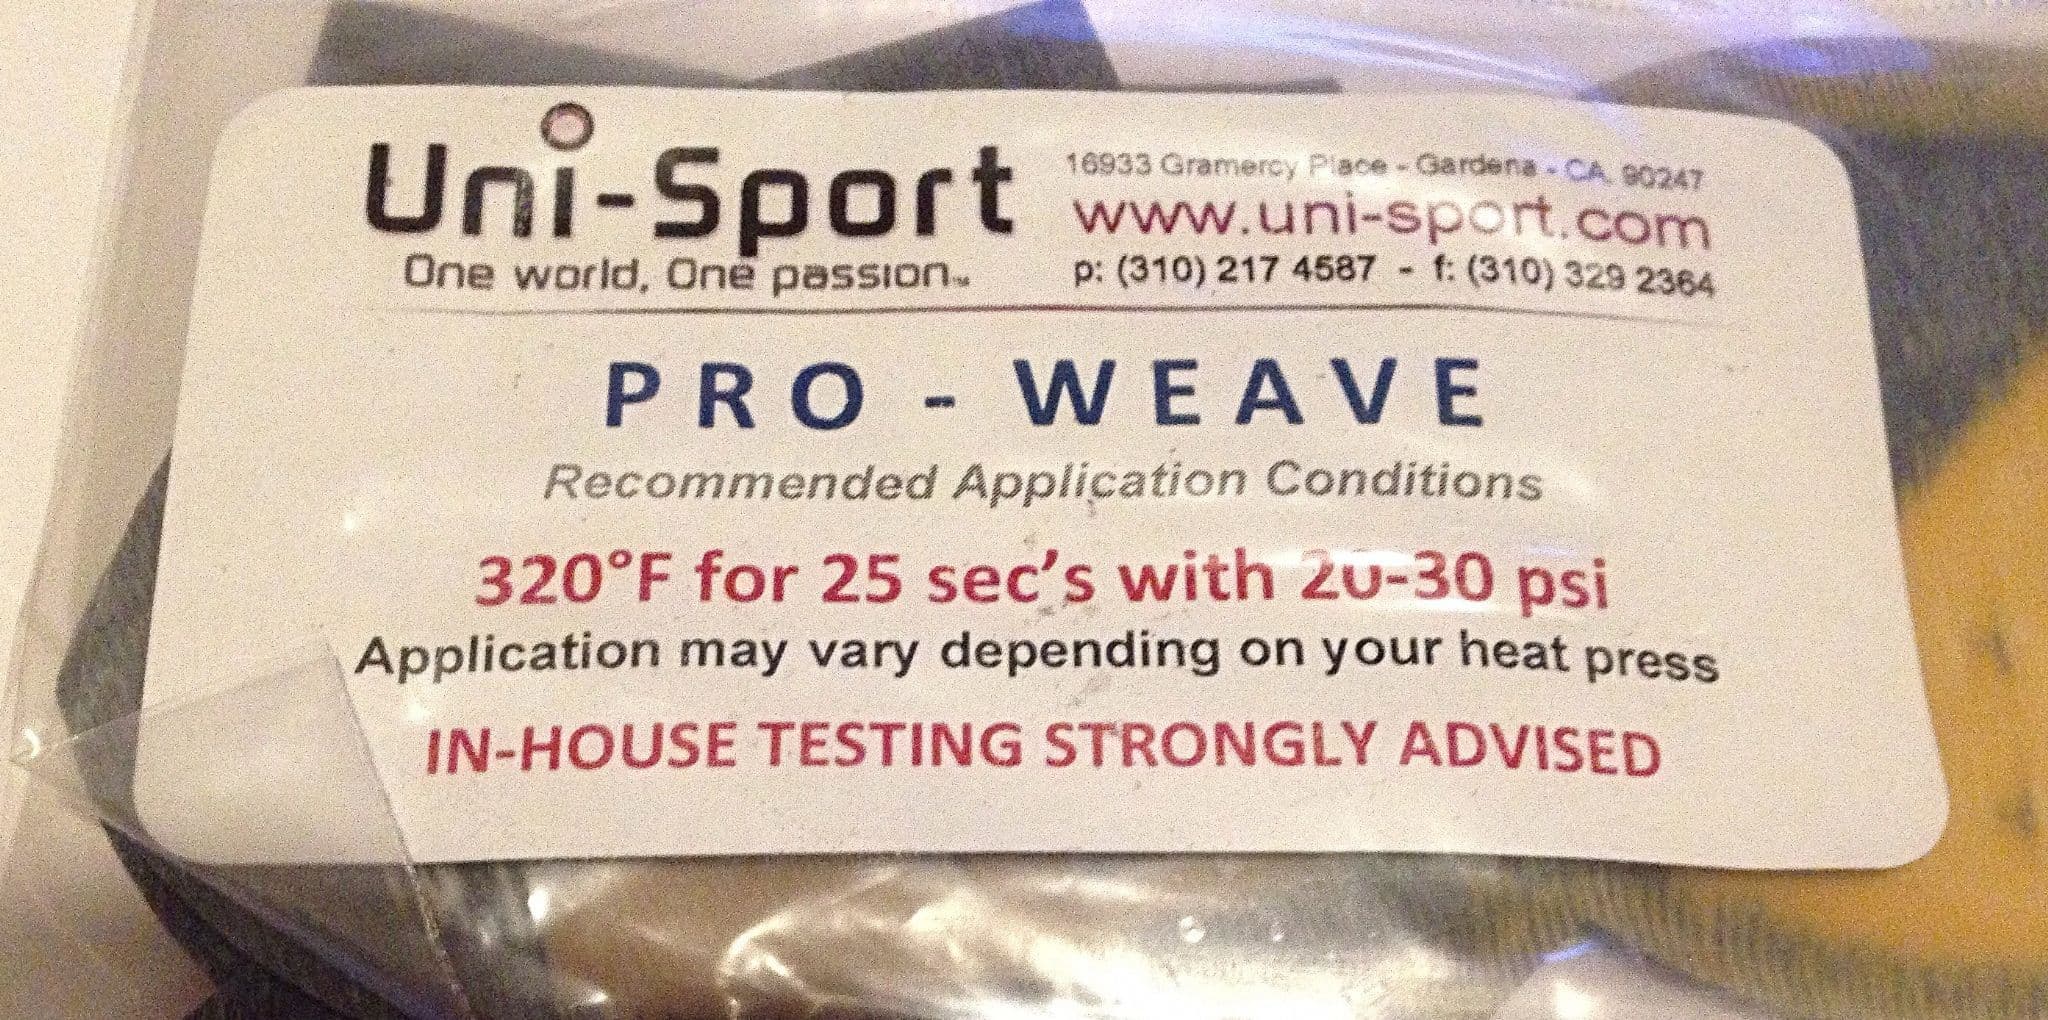 Uni-Sport
One world, One passion™
16933 Gramercy Place - Gardena - CA. 90247
www.uni-sport.com
p: (310) 217 4587 - f: (310) 329 2364
PRO - WEAVE
Recommended Application Conditions
320°F for 25 sec's with 20-30 psi
Application may vary depending on your heat press
IN-HOUSE TESTING STRONGLY ADVISED